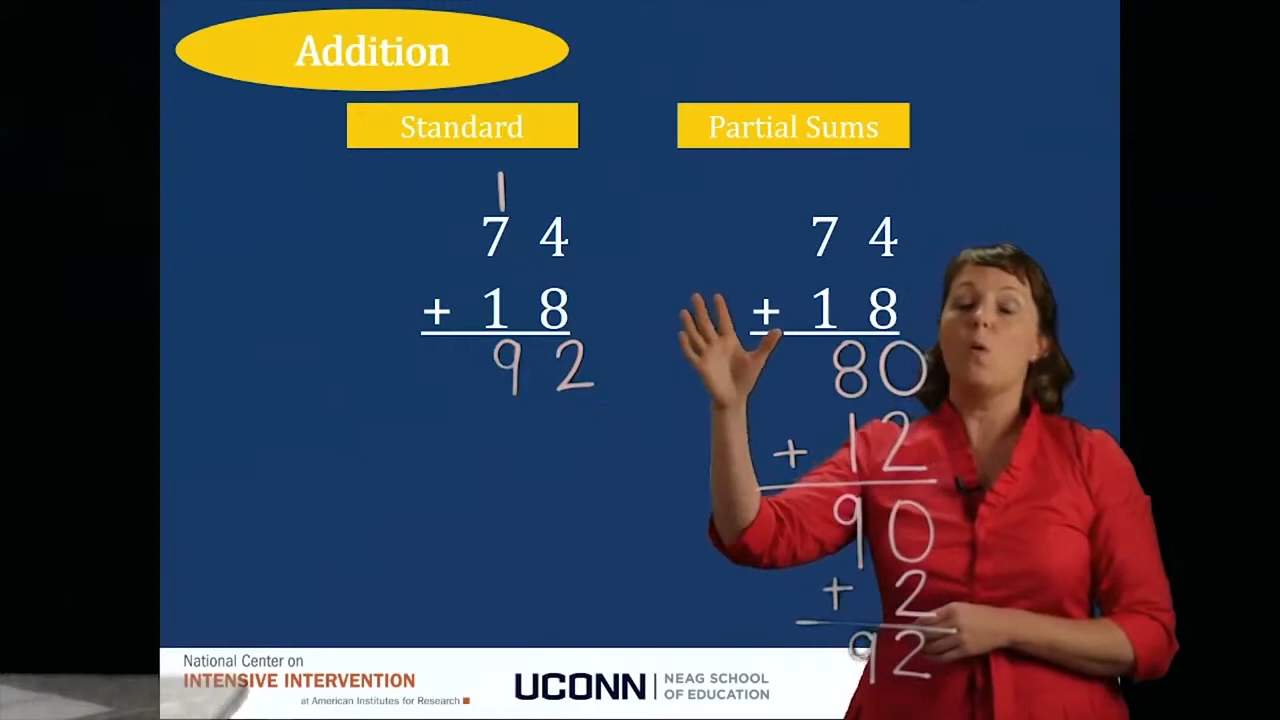 Addition
Standard
1
7 4
+ 1 8
9 2
Partial Sums
7 4
+ 1 8
80
+ 12
90
+ 2
92
National Center on
INTENSIVE INTERVENTION
at American Institutes for Research
UCONN
NEAG SCHOOL
OF EDUCATION